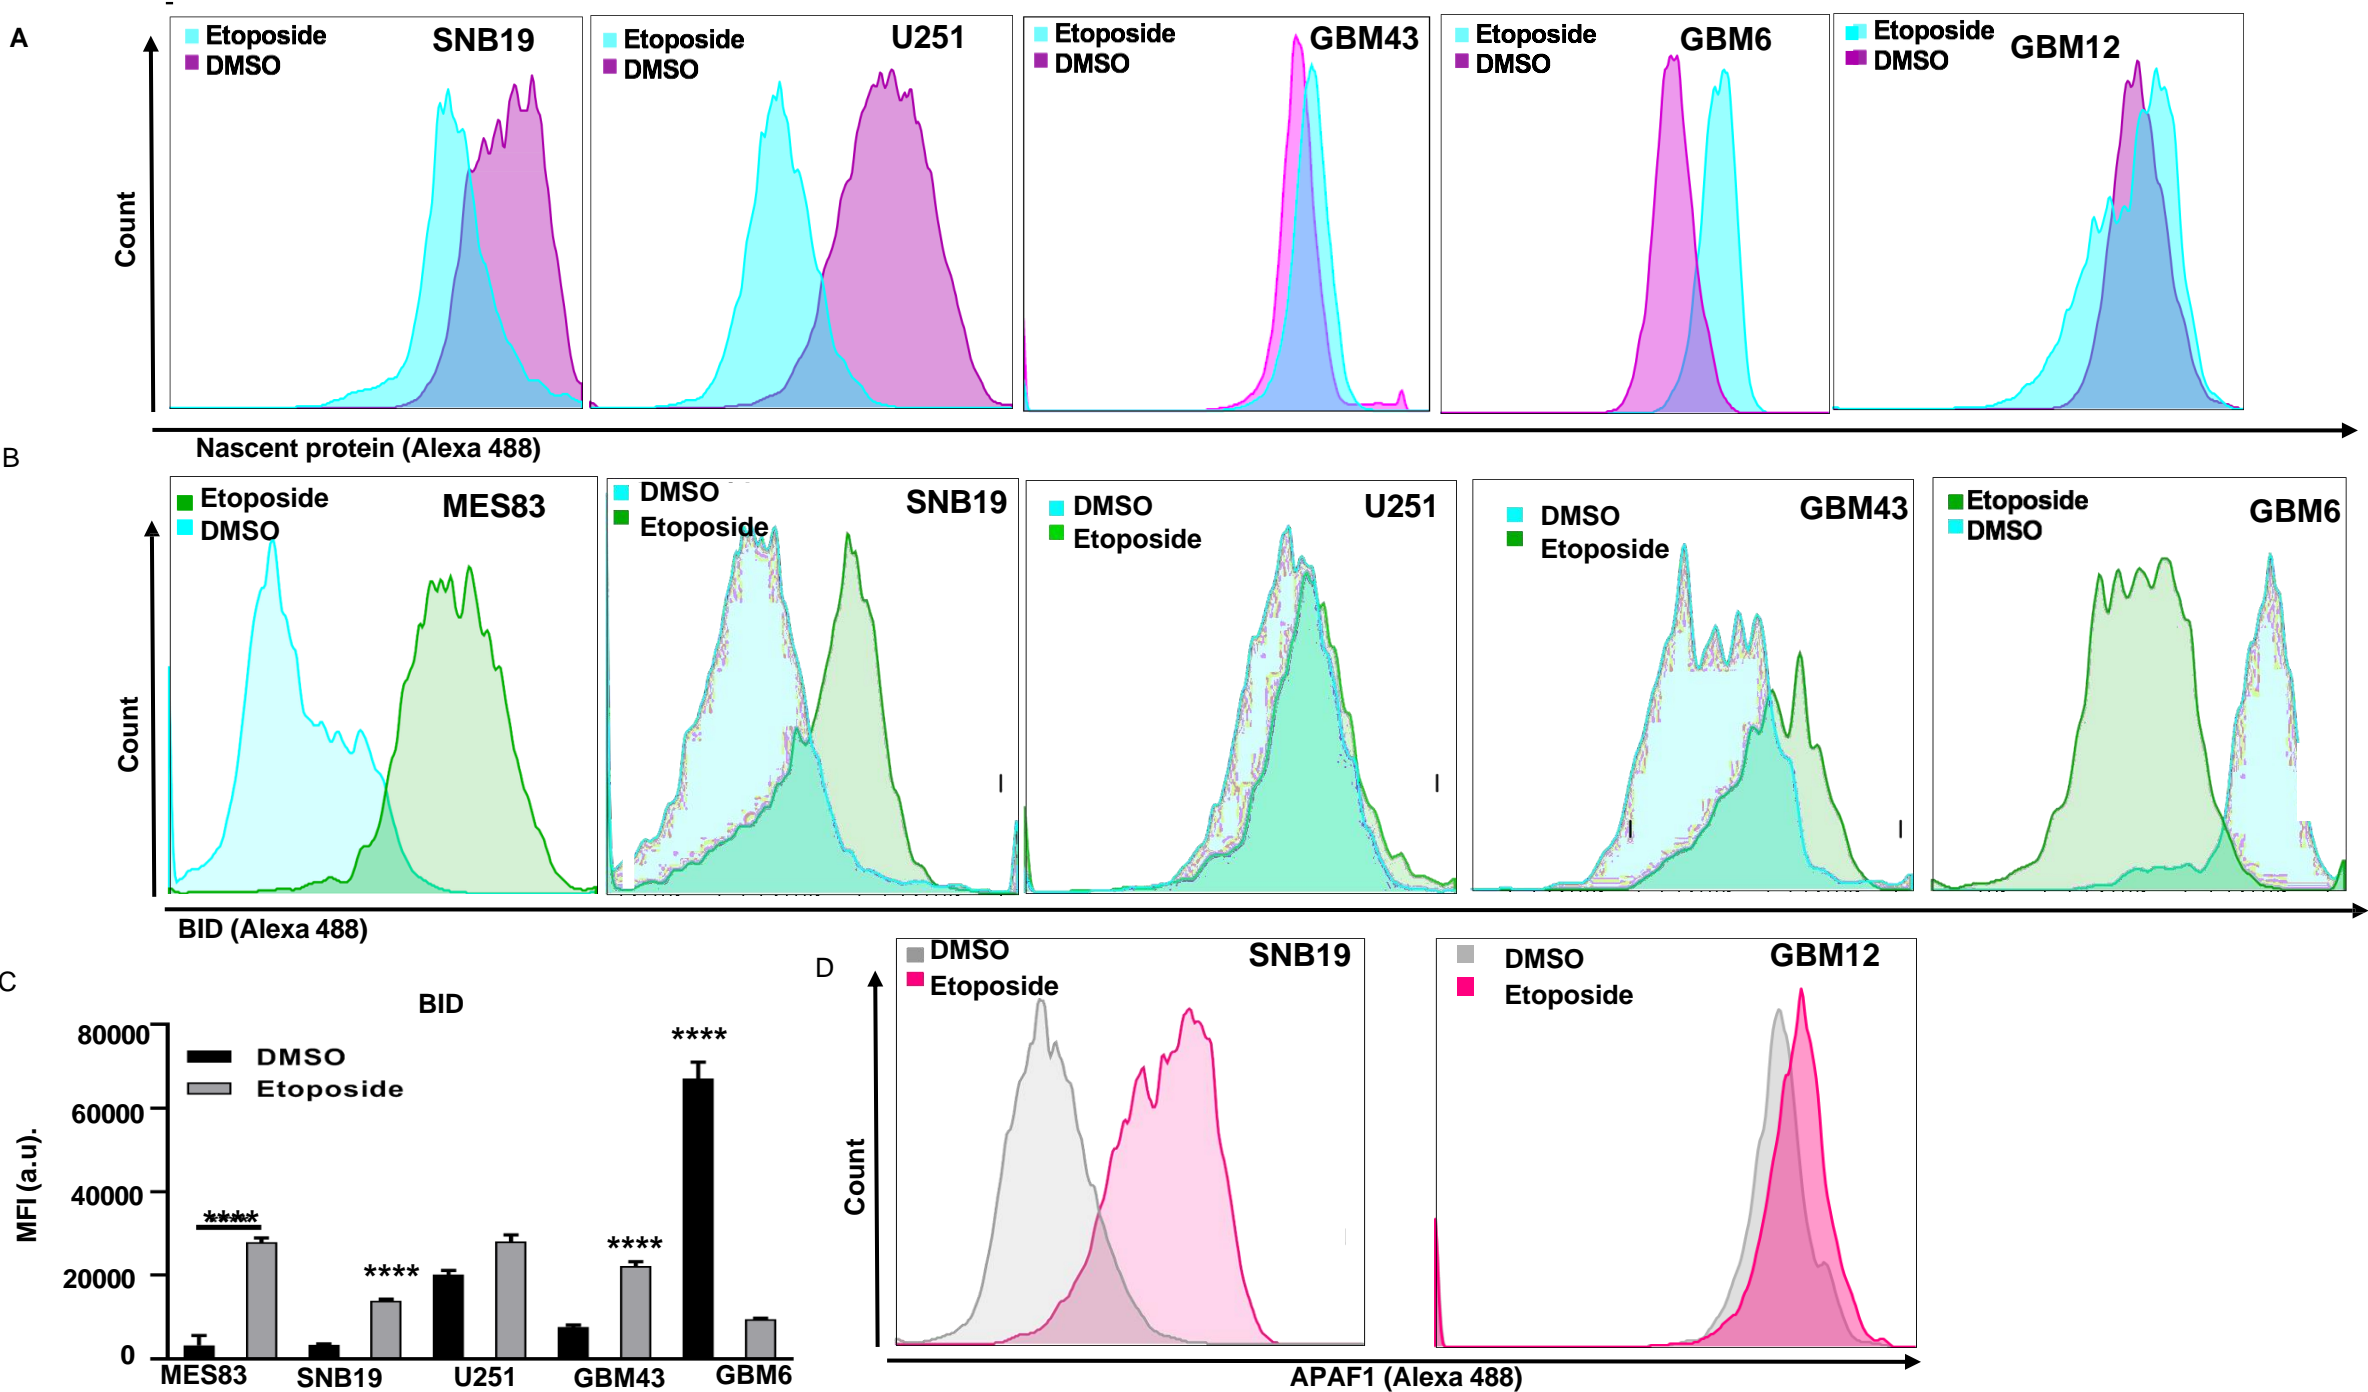 A
Etoposide
DMSO
SNB19
Etoposide
DMSO
U251
Etoposide
DMSO
GBM43
Etoposide
DMSO
GBM6
Etoposide
DMSO
GBM12
Count
Nascent protein (Alexa 488)
B
Etoposide
DMSO
MES83
DMSO
Etoposide
SNB19
DMSO
Etoposide
U251
DMSO
Etoposide
GBM43
Etoposide
DMSO
GBM6
Count
BID (Alexa 488)
C
BID
DMSO
Etoposide
80000
60000
40000
20000
0
MFI (a.u).
****
****
****
****
MES83
SNB19
U251
GBM43
GBM6
D
DMSO
Etoposide
SNB19
DMSO
Etoposide
GBM12
Count
APAF1 (Alexa 488)